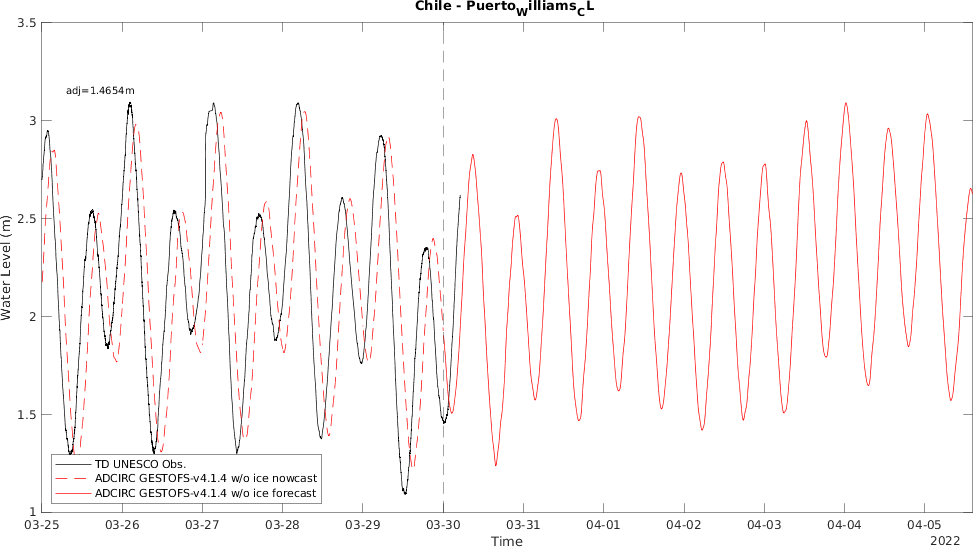 Chile - PuertoWilliamsCL
3.5
adj=1.4654m
3
2.5
Water Level (m)
2
1.5
TD UNESCO Obs.
ADCIRC GESTOFS-v4.1.4 w/o ice nowcast
ADCIRC GESTOFS-v4.1.4 w/o ice forecast
1
03-25 03-26 03-27 03-28 03-29 03-30 03-31 04-01 04-02 04-03 04-04 04-05
Time
2022